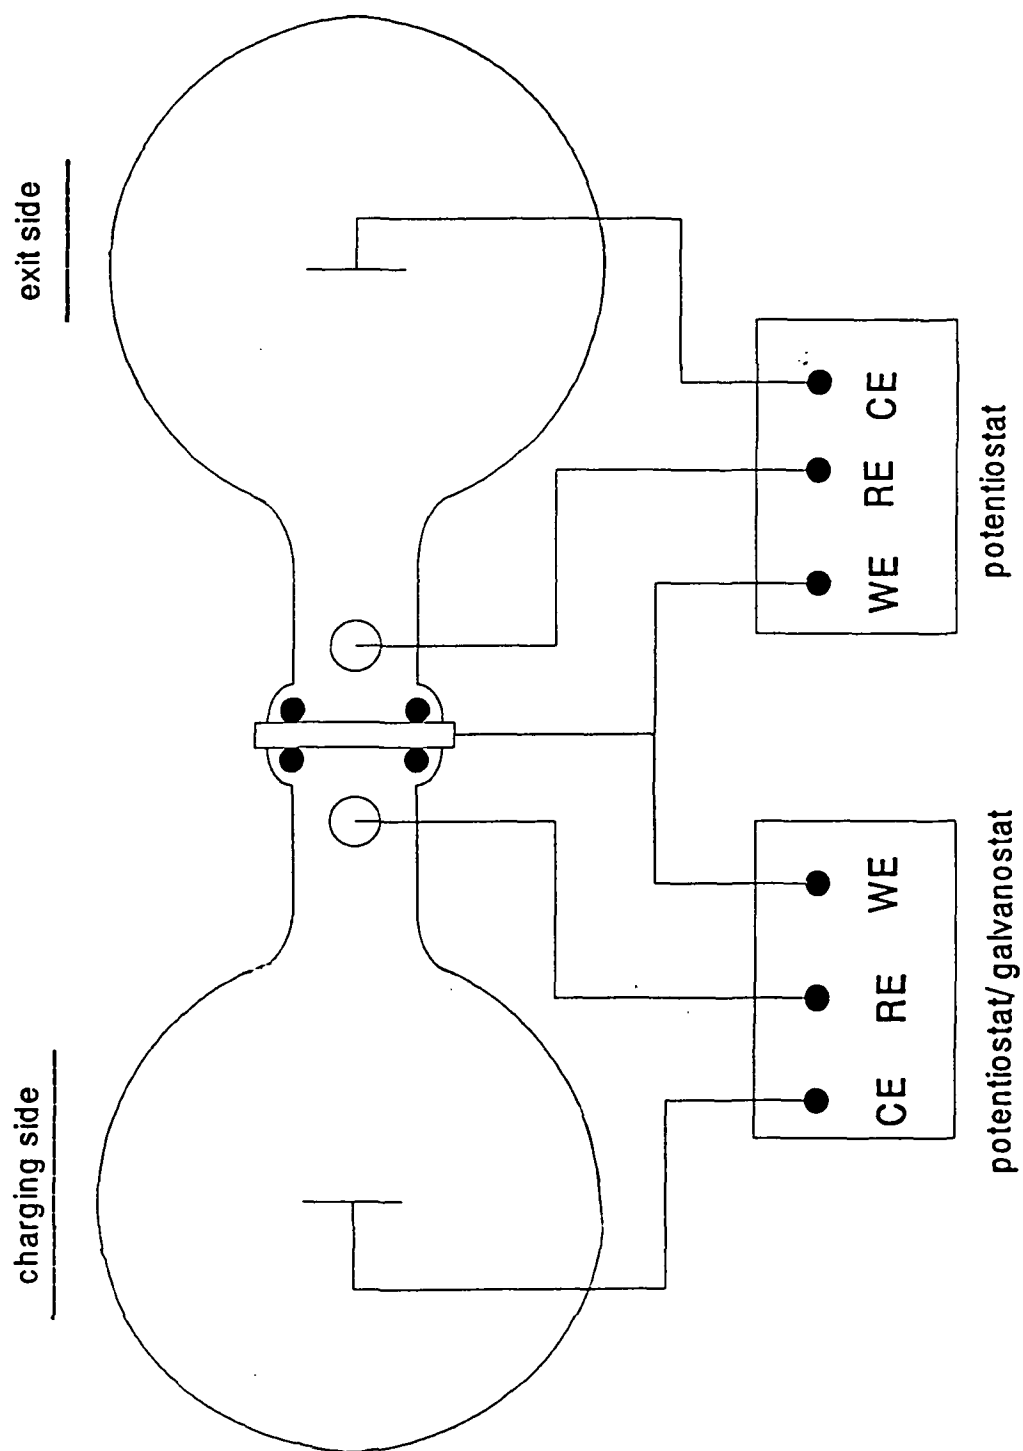 charging side
exit side
CE RE WE
WE RE CE
potentiostat/ galvanostat
potentiostat